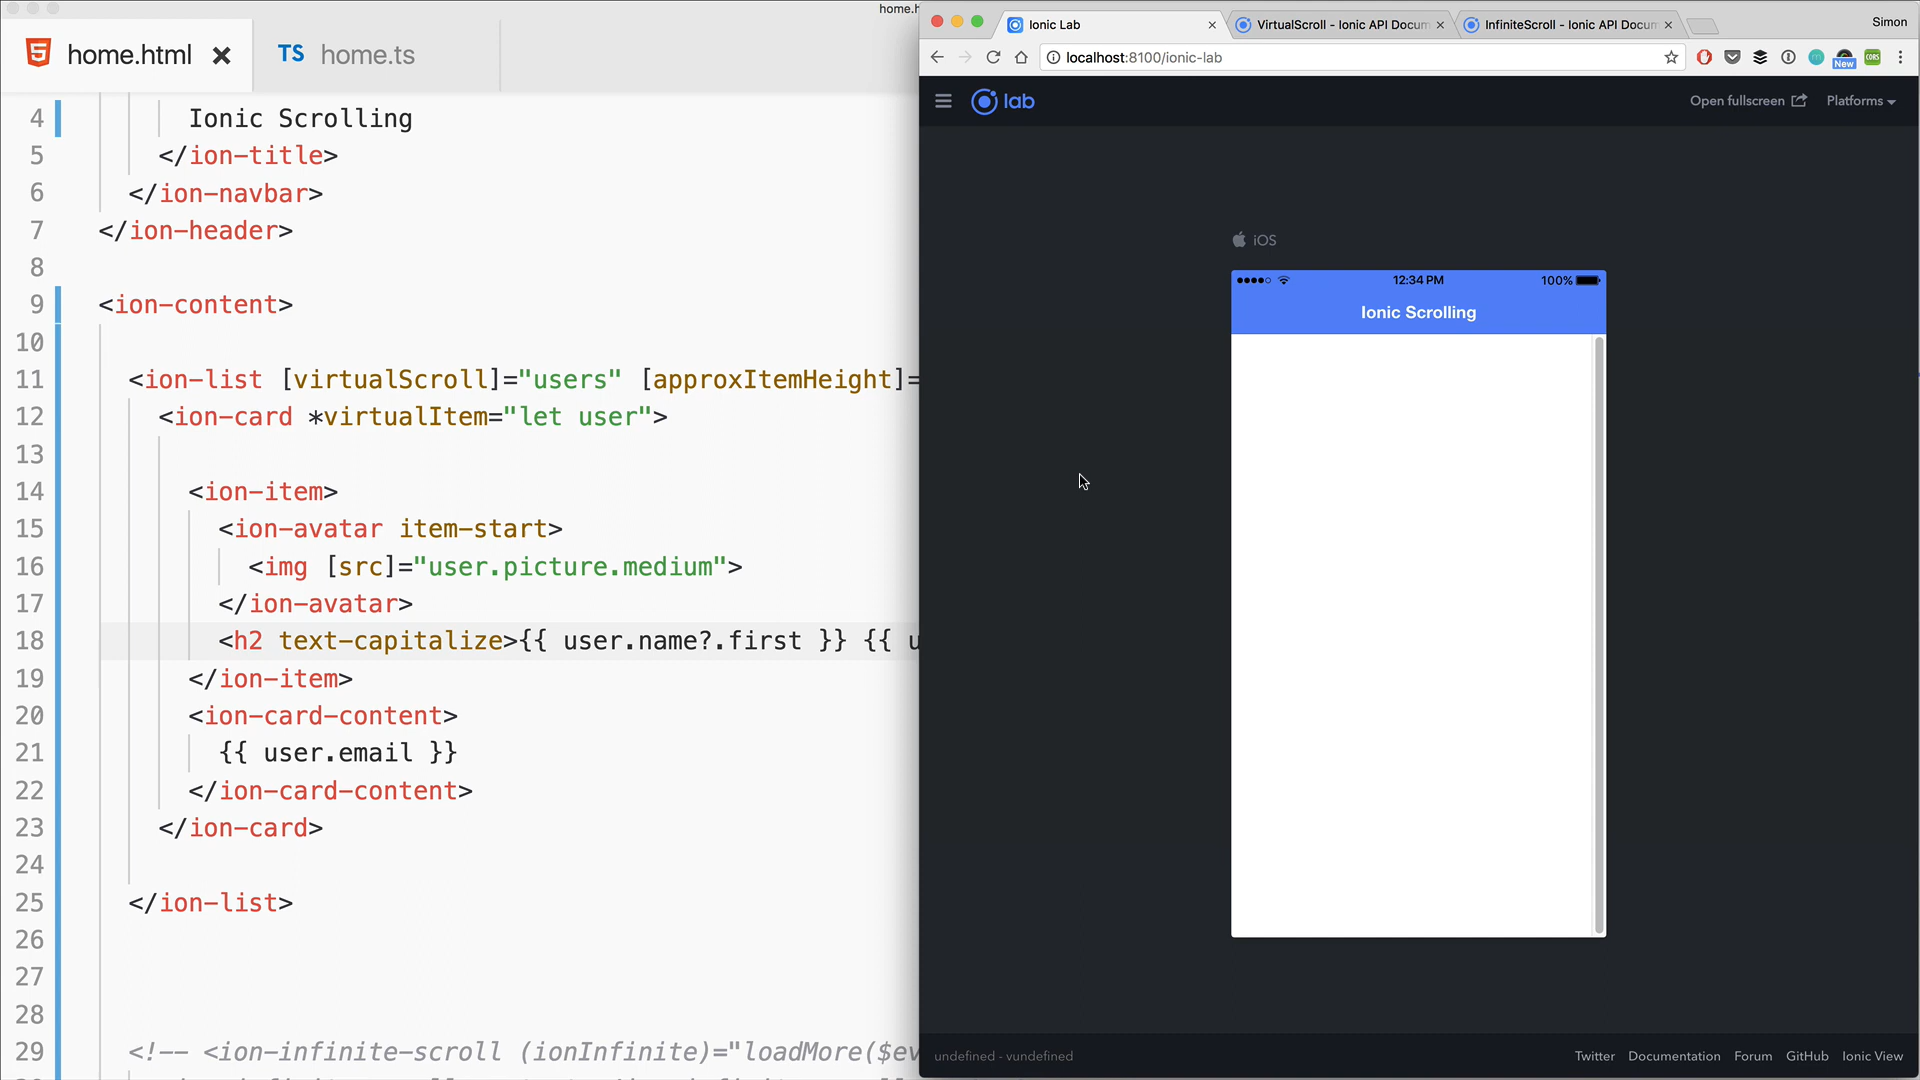 home.h
home.html
TS home.ts
4 Ionic Scrolling
5 </ion-title>
6 </ion-navbar>
7 </ion-header>
8
9 <ion-content>
10
11 <ion-list [virtualScroll]="users" [approxItemHeight]=
12 <ion-card *virtualItem="let user">
13
14 <ion-item>
15 <ion-avatar item-start>
16 <img [src]="user.picture.medium">
17 </ion-avatar>
18 <h2 text-capitalize>{{ user.name?.first }} {{ u
19 </ion-item>
20 <ion-card-content>
21 {{ user.email }}
22 </ion-card-content>
23 </ion-card>
24
25 </ion-list>
26
27
28
29 <!-- <ion-infinite-scroll (ionInfinite)="loadMore($ev
Ionic Lab
VirtualScroll - Ionic API Docum
InfiniteScroll - Ionic API Docum
Simon
localhost:8100/ionic-lab
New
CORS
lab
Open fullscreen
Platforms
iOS
12:34 PM
100%
Ionic Scrolling
undefined - vundefined
Twitter Documentation Forum GitHub Ionic View